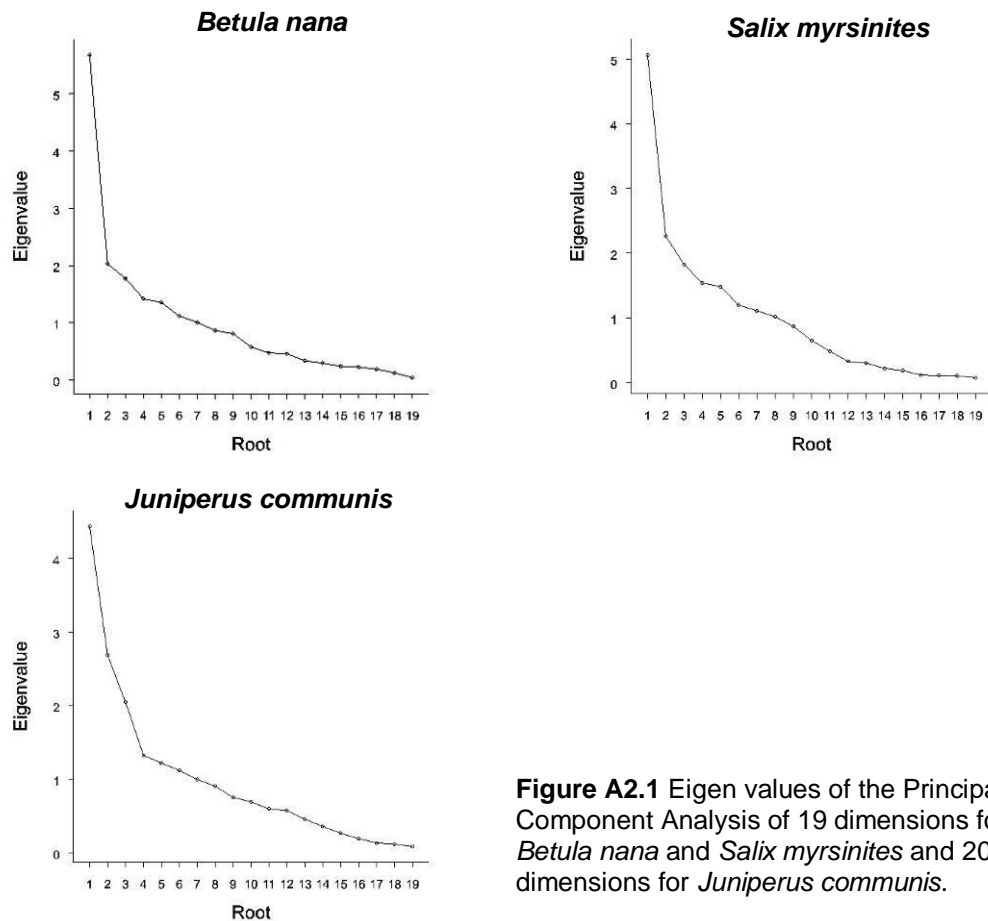 Betula nana
Eigenvalue
5
4
3
2
1
0
1 2 3 4 5 6 7 8 9 10 11 12 13 14 15 16 17 18 19
Root
Salix myrsinites
Eigenvalue
5
4
3
2
1
0
1 2 3 4 5 6 7 8 9 10 11 12 13 14 15 16 17 18 19
Root
Juniperus communis
Eigenvalue
4
3
2
1
0
1 2 3 4 5 6 7 8 9 10 11 12 13 14 15 16 17 18 19
Root
Figure A2.1 Eigen values of the Principa
Component Analysis of 19 dimensions fo
Betula nana and Salix myrsinites and 20
dimensions for Juniperus communis.